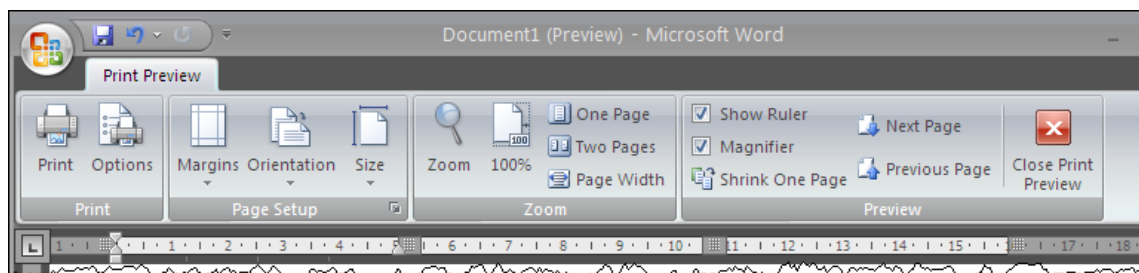 Document1 (Preview) - Microsoft Word
Print Preview
Print
Options
Margins
Orientation
Size
Zoom
100
100%
One Page
Two Pages
Page Width
Show Ruler
Magnifier
Shrink One Page
Next Page
Previous Page
Close Print
Preview
Print
Page Setup
Zoom
Preview
L 1 1 2 3 4 5 6 7 8 9 10 11 12 13 14 15 17 18